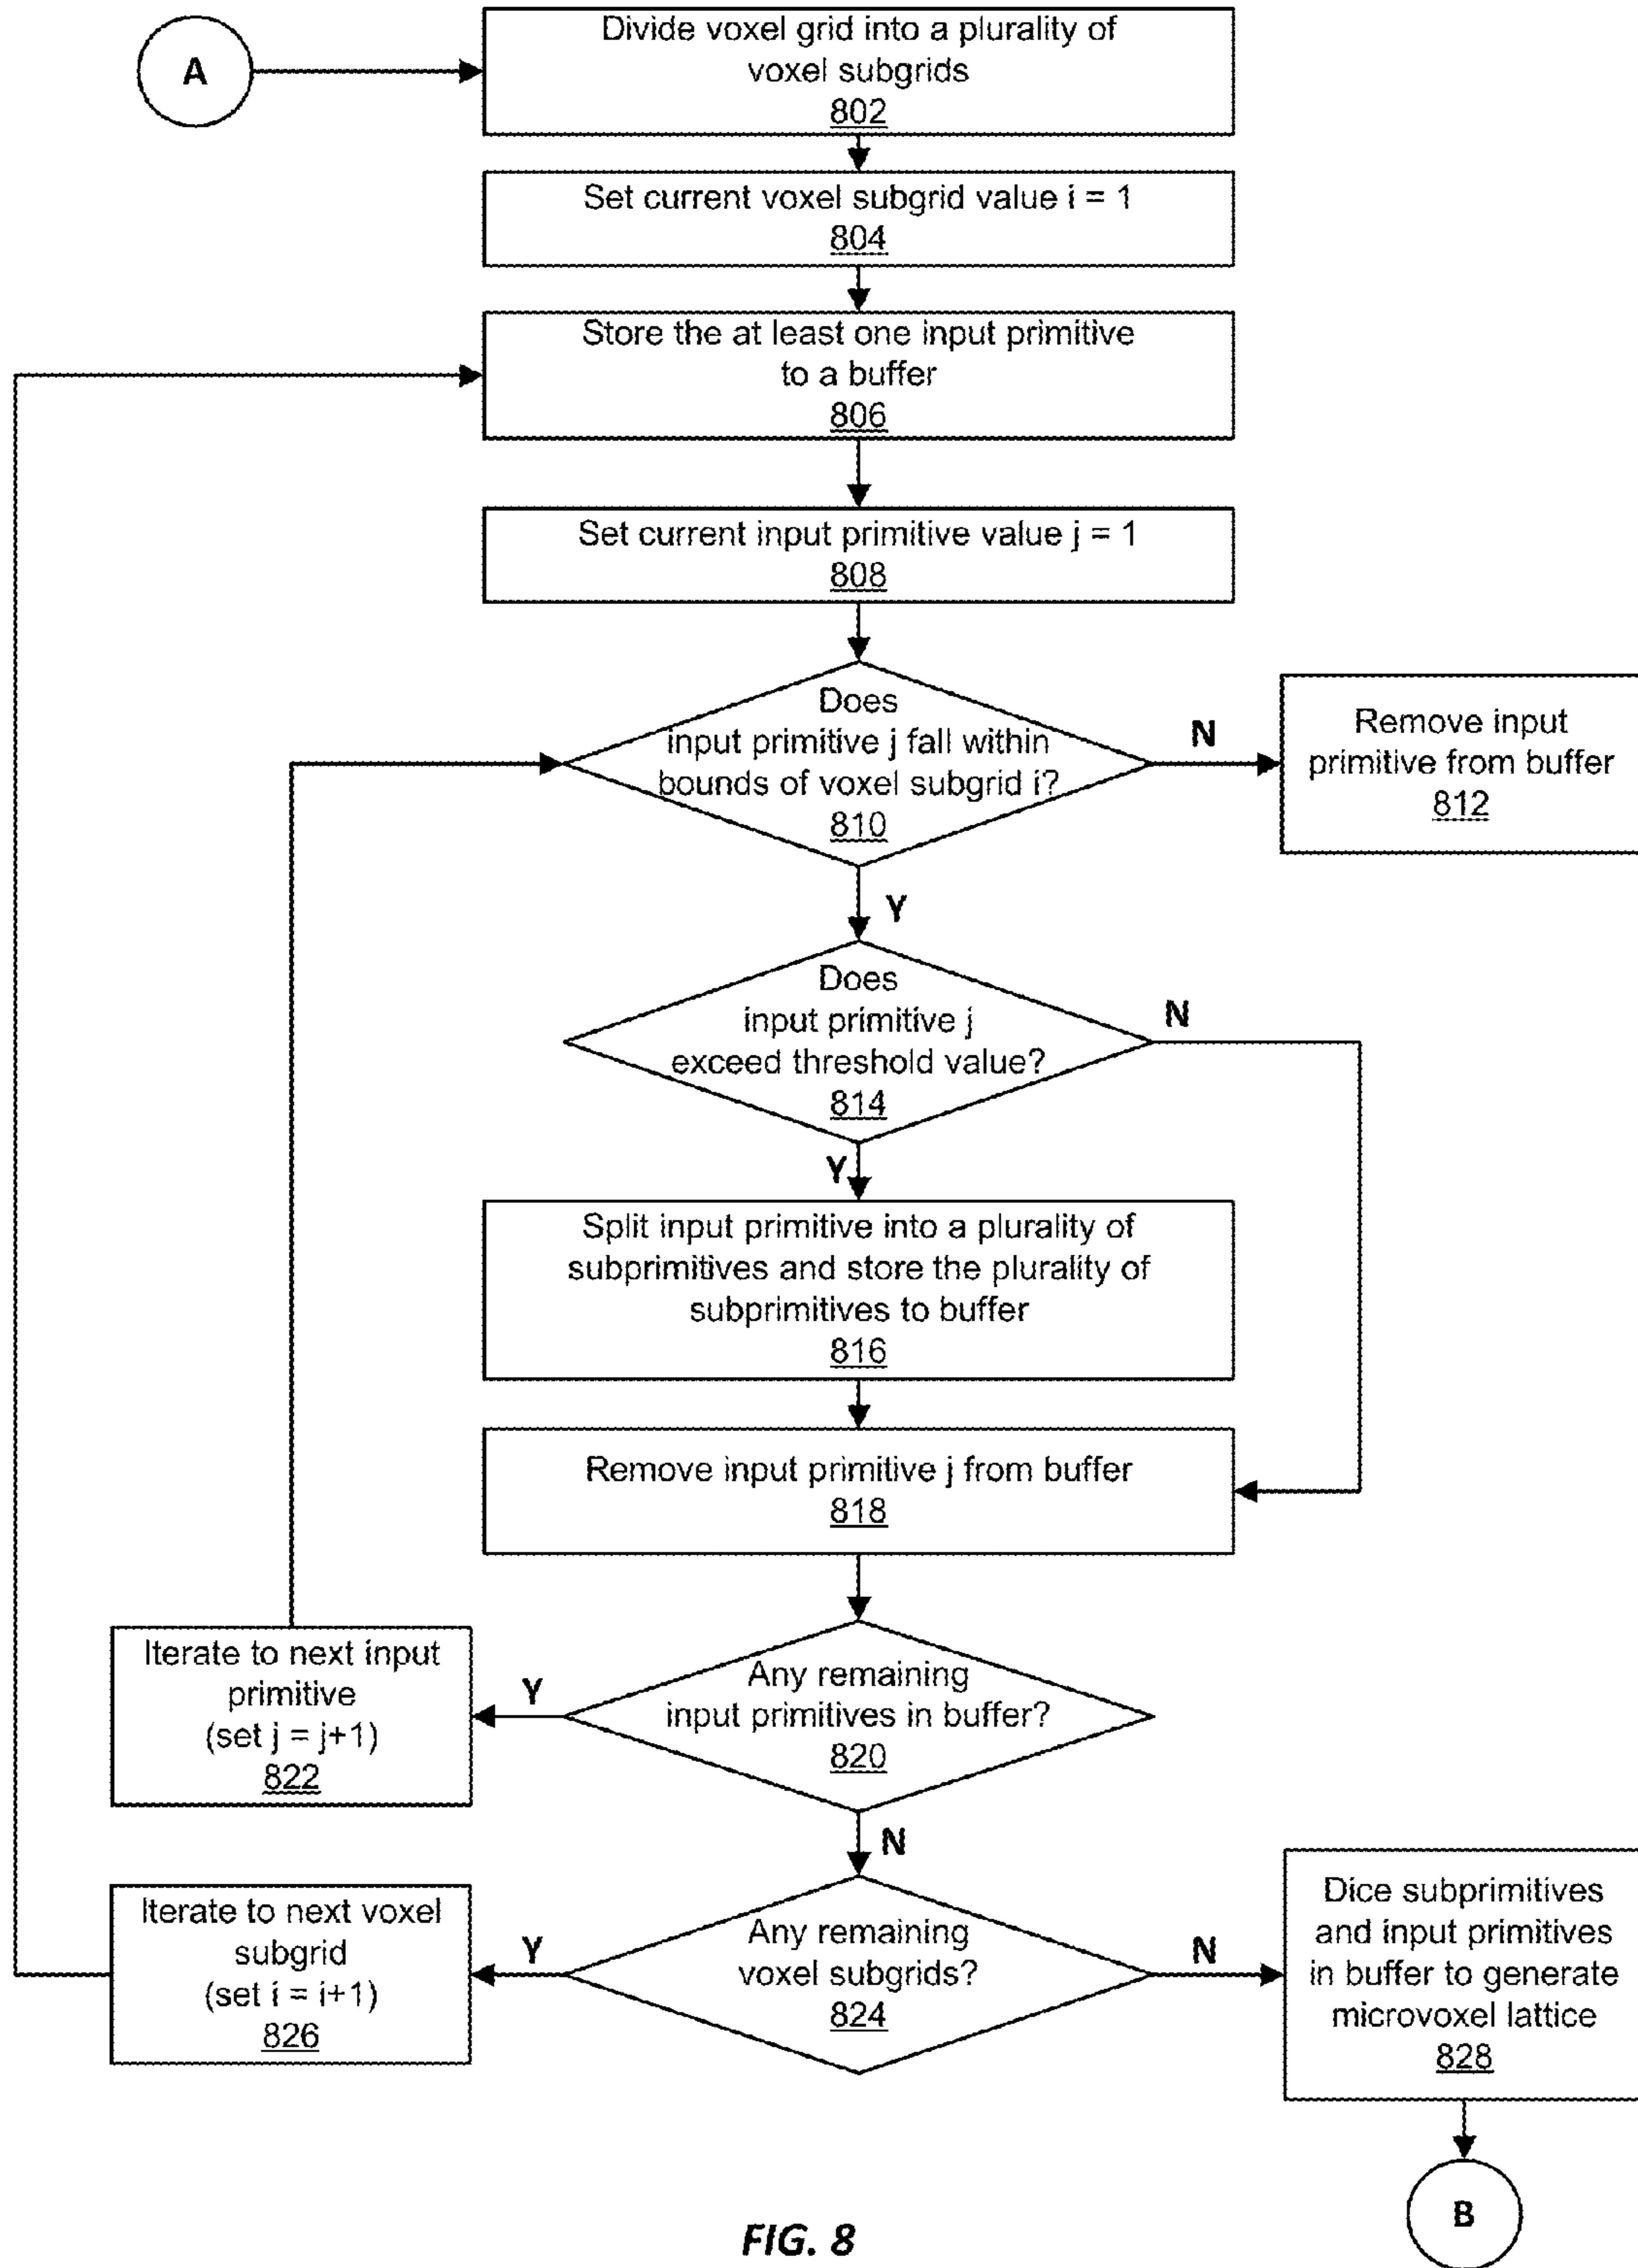 A
Divide voxel grid into a plurality of
voxel subgrids
802
Set current voxel subgrid value i = 1
804
Store the at least one input primitive
to a buffer
806
Set current input primitive value j = 1
808
Does
input primitive j fall within
bounds of voxel subgrid i?
810
N
Remove input
primitive from buffer
812
Y
Does
input primitive j
exceed threshold value?
814
N
Y
Split input primitive into a plurality of
subprimitives and store the plurality of
subprimitives to buffer
816
Remove input primitive j from buffer
818
Any remaining
input primitives in buffer?
820
Y
Iterate to next input
primitive
(set j = j+1)
822
N
Any remaining
voxel subgrids?
824
Y
Iterate to next voxel
subgrid
(set i = i+1)
826
N
Dice subprimitives
and input primitives
in buffer to generate
microvoxel lattice
828
B
FIG. 8